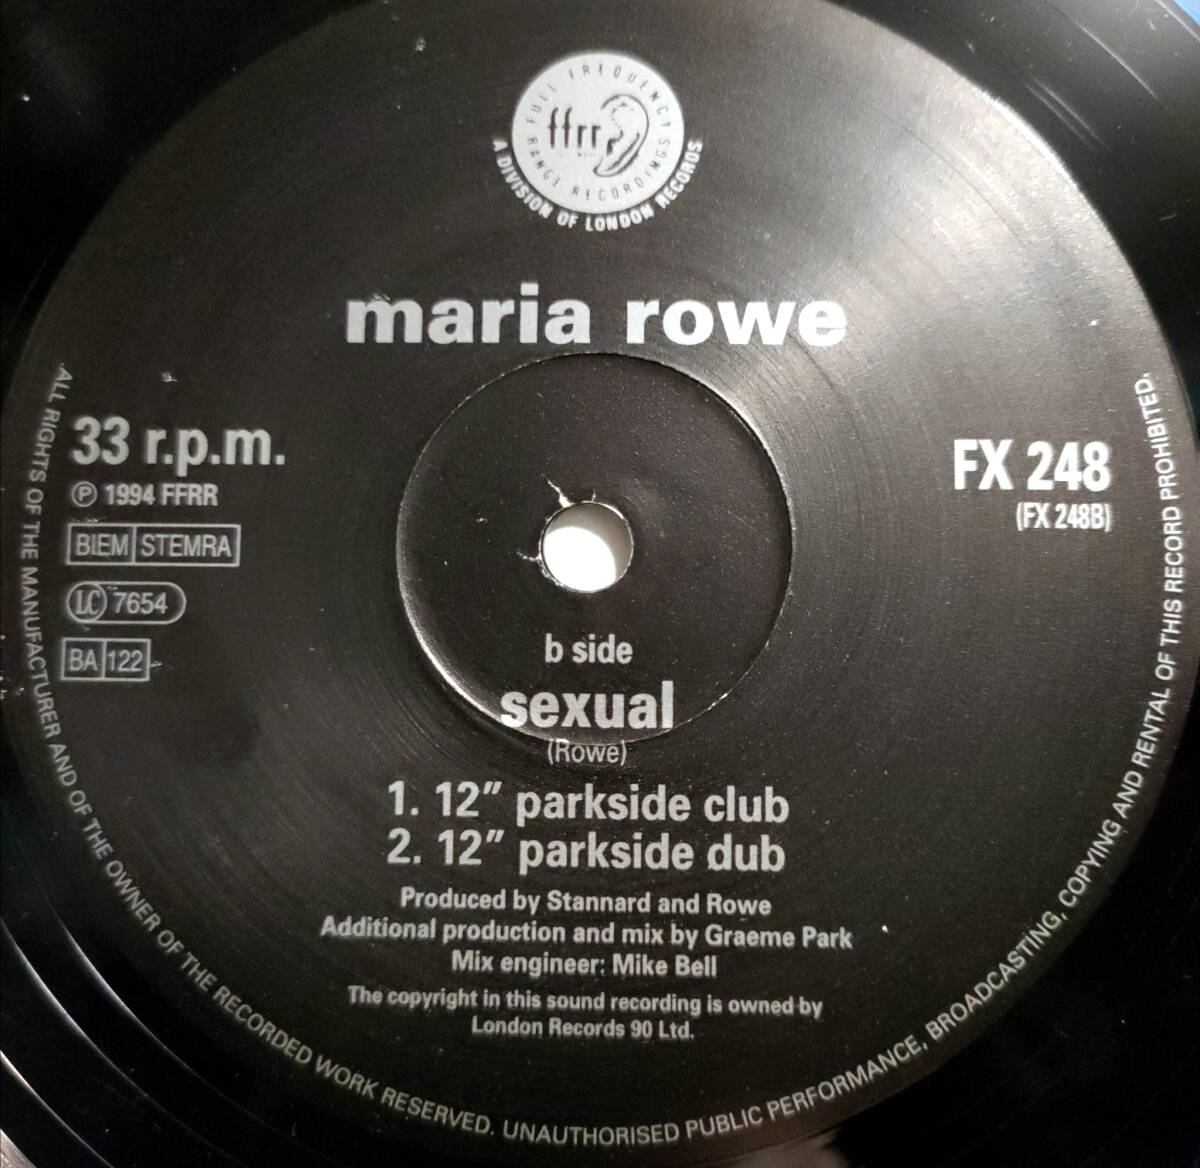 FULL FREQUENCY
ffrr
RANGE RECORDINGS
A DIVISION OF LONDON RECORDS
maria rowe
33 r.p.m.
℗ 1994 FFRR
BIEM STEMRA
LC 7654
BA 122
FX 248
(FX 248B)
b side
sexual
(Rowe)
1. 12” parkside club
2. 12” parkside dub
Produced by Stannard and Rowe
Additional production and mix by Graeme Park
Mix engineer: Mike Bell
The copyright in this sound recording is owned by
London Records 90 Ltd.
ALL RIGHTS OF THE MANUFACTURER AND OF THE OWNER OF THE RECORDED WORK RESERVED. UNAUTHORISED PUBLIC PERFORMANCE, BROADCASTING, COPYING AND RENTAL OF THIS RECORD PROHIBITED.